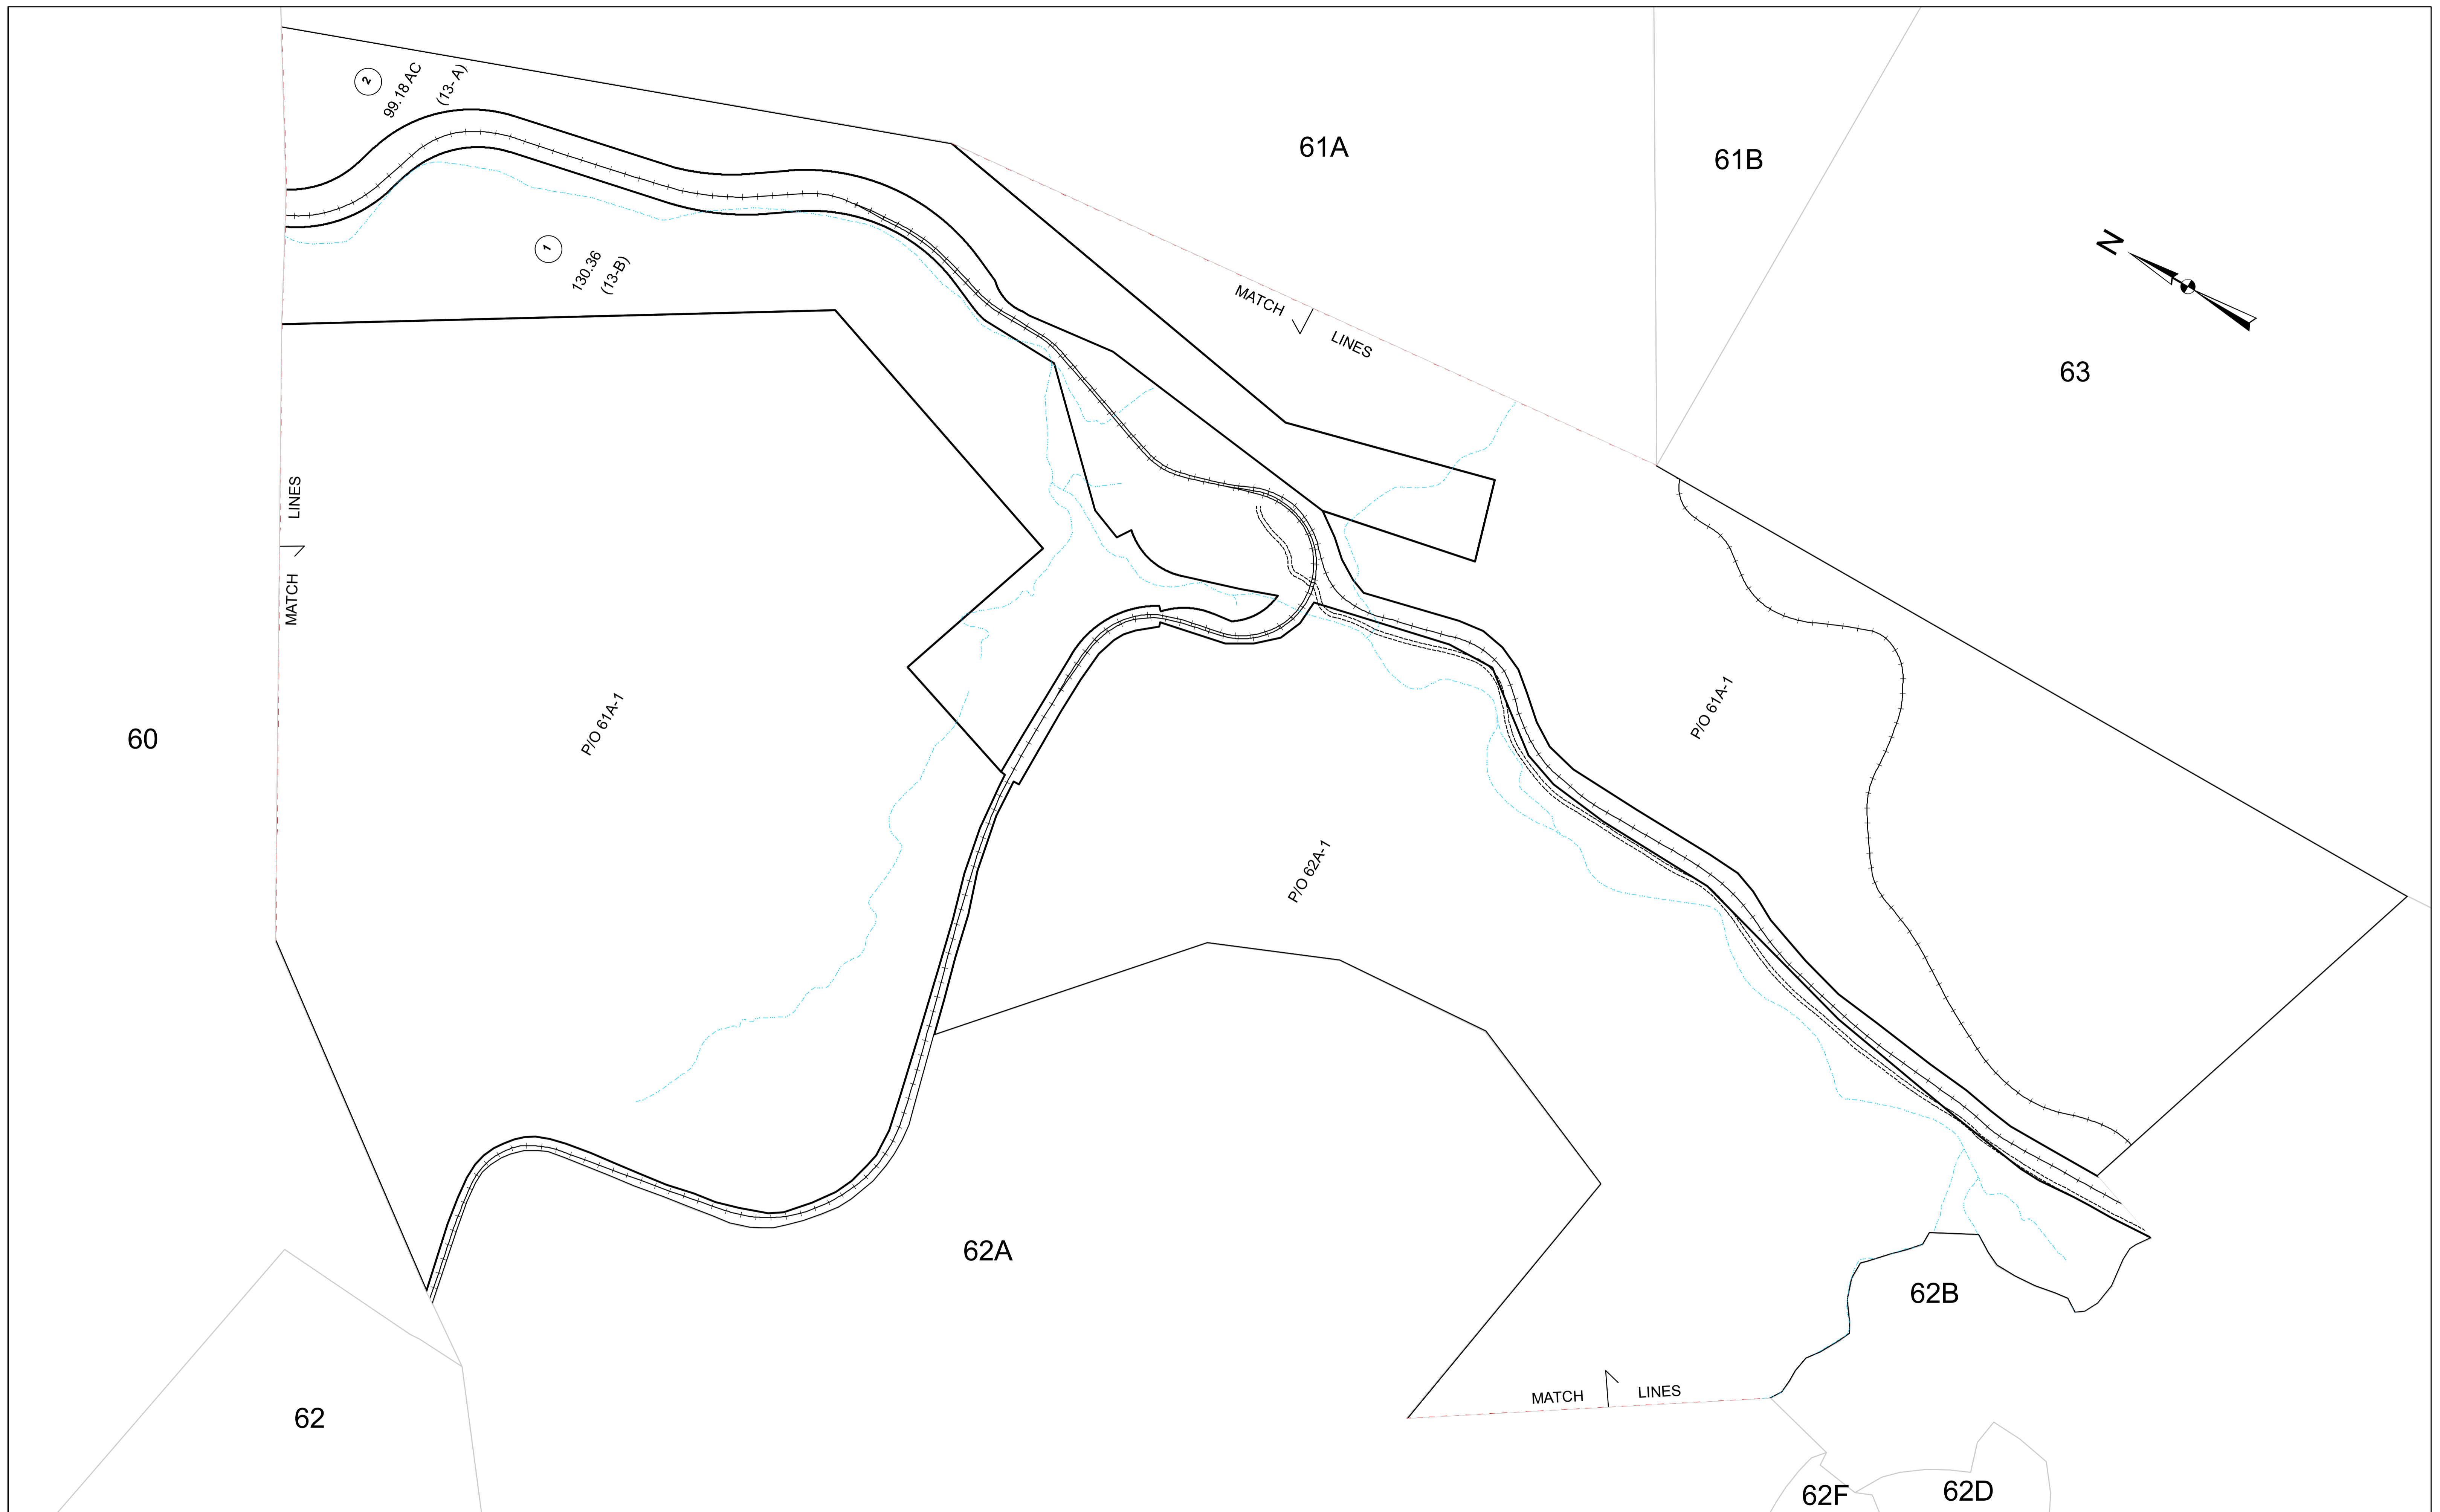 2
99.18 AC
(13- A)
61A
61B
N
1
130.36
(13-B)
MATCH
LINES
63
MATCH LINES
60
P/O 61A-1
P/O 61A-1
P/O 62A-1
62A
62B
MATCH
LINES
62
62F
62D